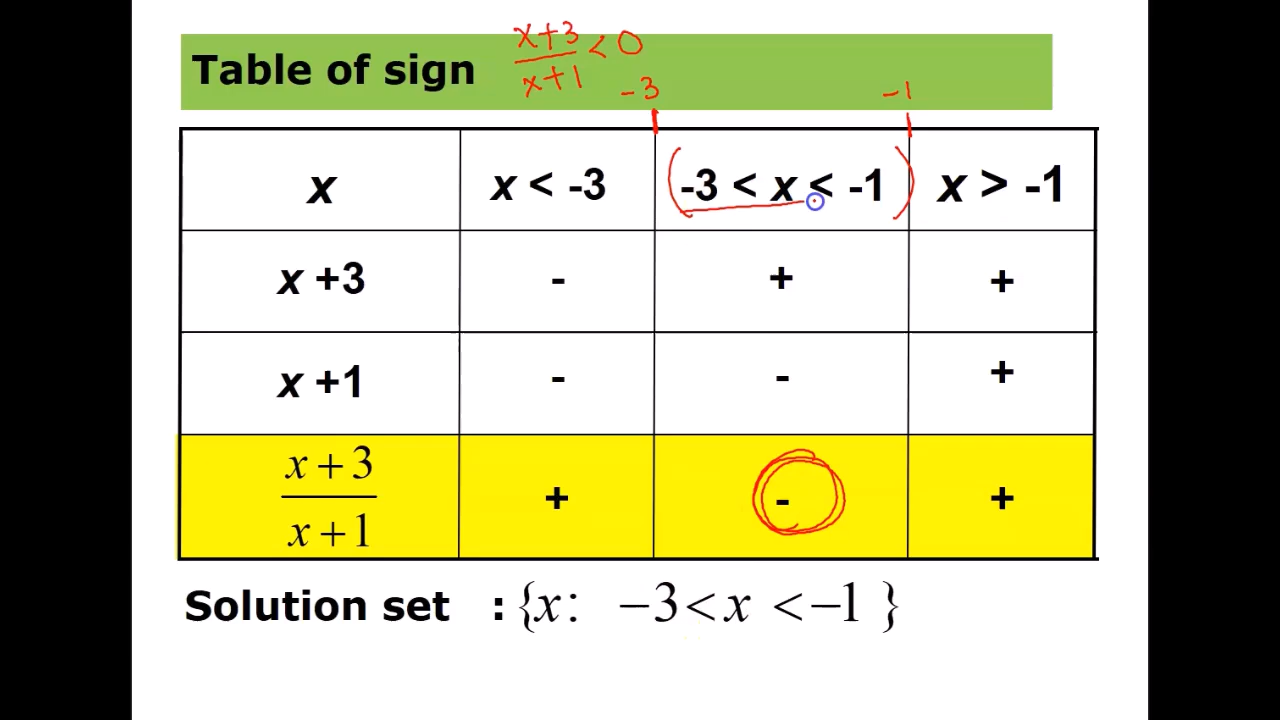 x+3/x+1 < 0
Table of sign
-3 -1
x x < -3 -3 < x < -1 x > -1
x +3 - + +
x +1 - - +
x + 3/x + 1 + - +
Solution set : {x: −3 < x < −1 }